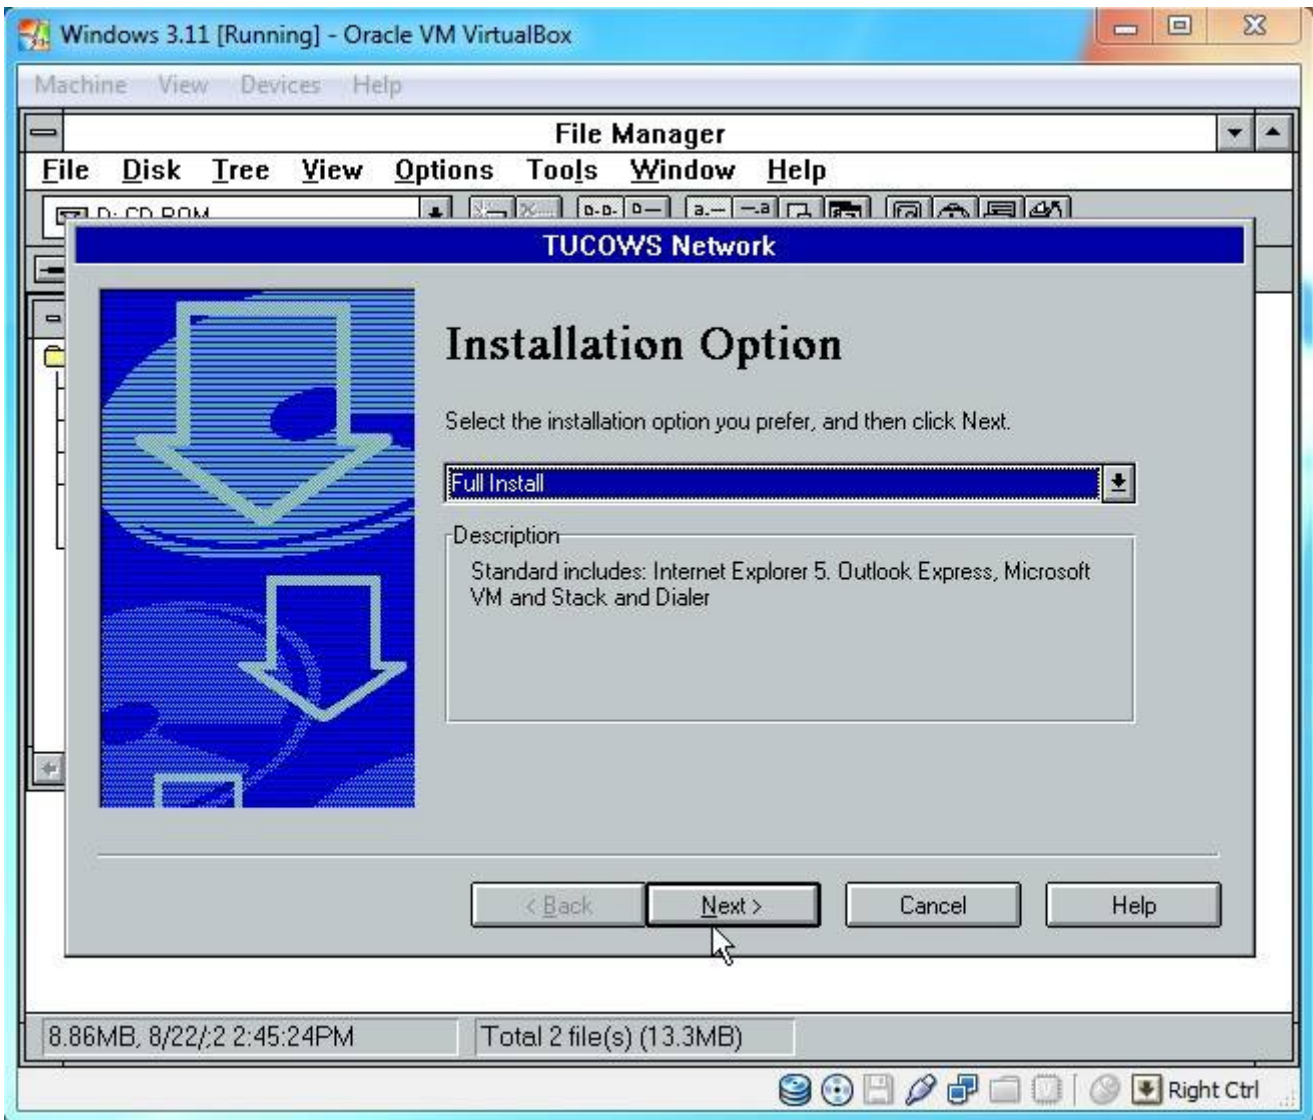 Windows 3.11 [Running] - Oracle VM VirtualBox
Machine View Devices Help
File Manager
File Disk Tree View Options Tools Window Help
D: CD-ROM
TUCOWS Network
Installation Option
Select the installation option you prefer, and then click Next.
Full Install
Description
Standard includes: Internet Explorer 5. Outlook Express, Microsoft
VM and Stack and Dialer
< Back Next > Cancel Help
8.86MB, 8/22/;2 2:45:24PM Total 2 file(s) (13.3MB)
Right Ctrl